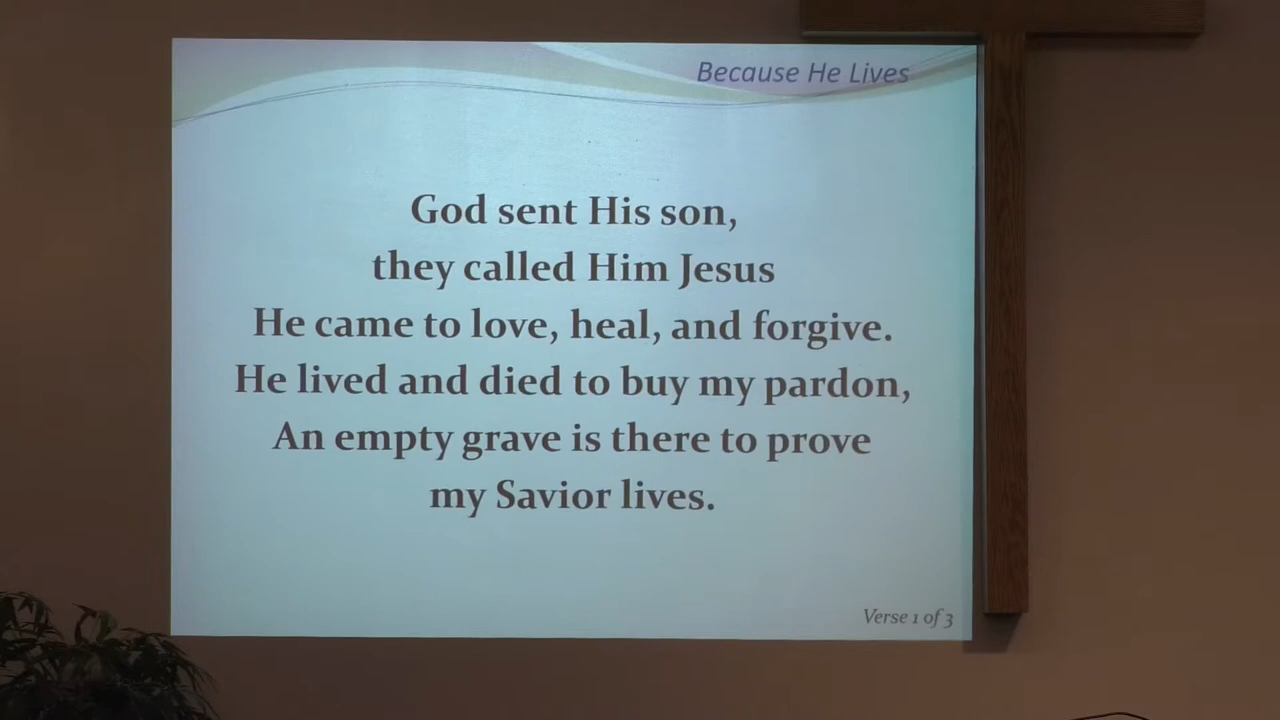 Because He Lives
God sent His son,
they called Him Jesus
He came to love, heal, and forgive.
He lived and died to buy my pardon,
An empty grave is there to prove
my Savior lives.
Verse 1 of 3